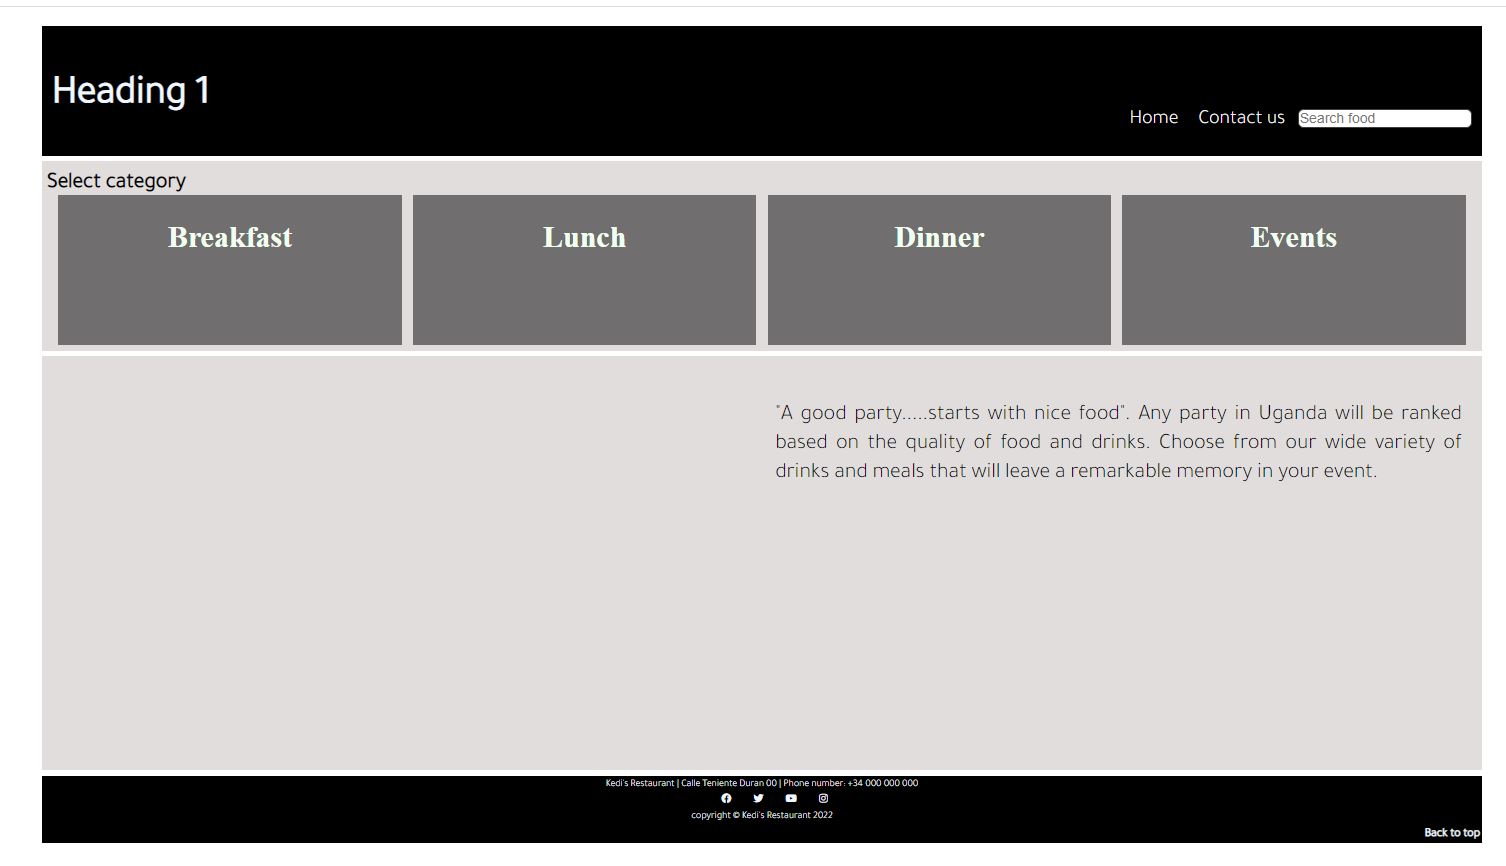 Heading 1
Home Contact us Search food
Select category
Breakfast Lunch Dinner Events
"A good party.....starts with nice food". Any party in Uganda will be ranked
based on the quality of food and drinks. Choose from our wide variety of
drinks and meals that will leave a remarkable memory in your event.
Kedi's Restaurant | Calle Teniente Duran 00 | Phone number: +34 000 000 000
copyright © Kedi's Restaurant 2022
Back to top